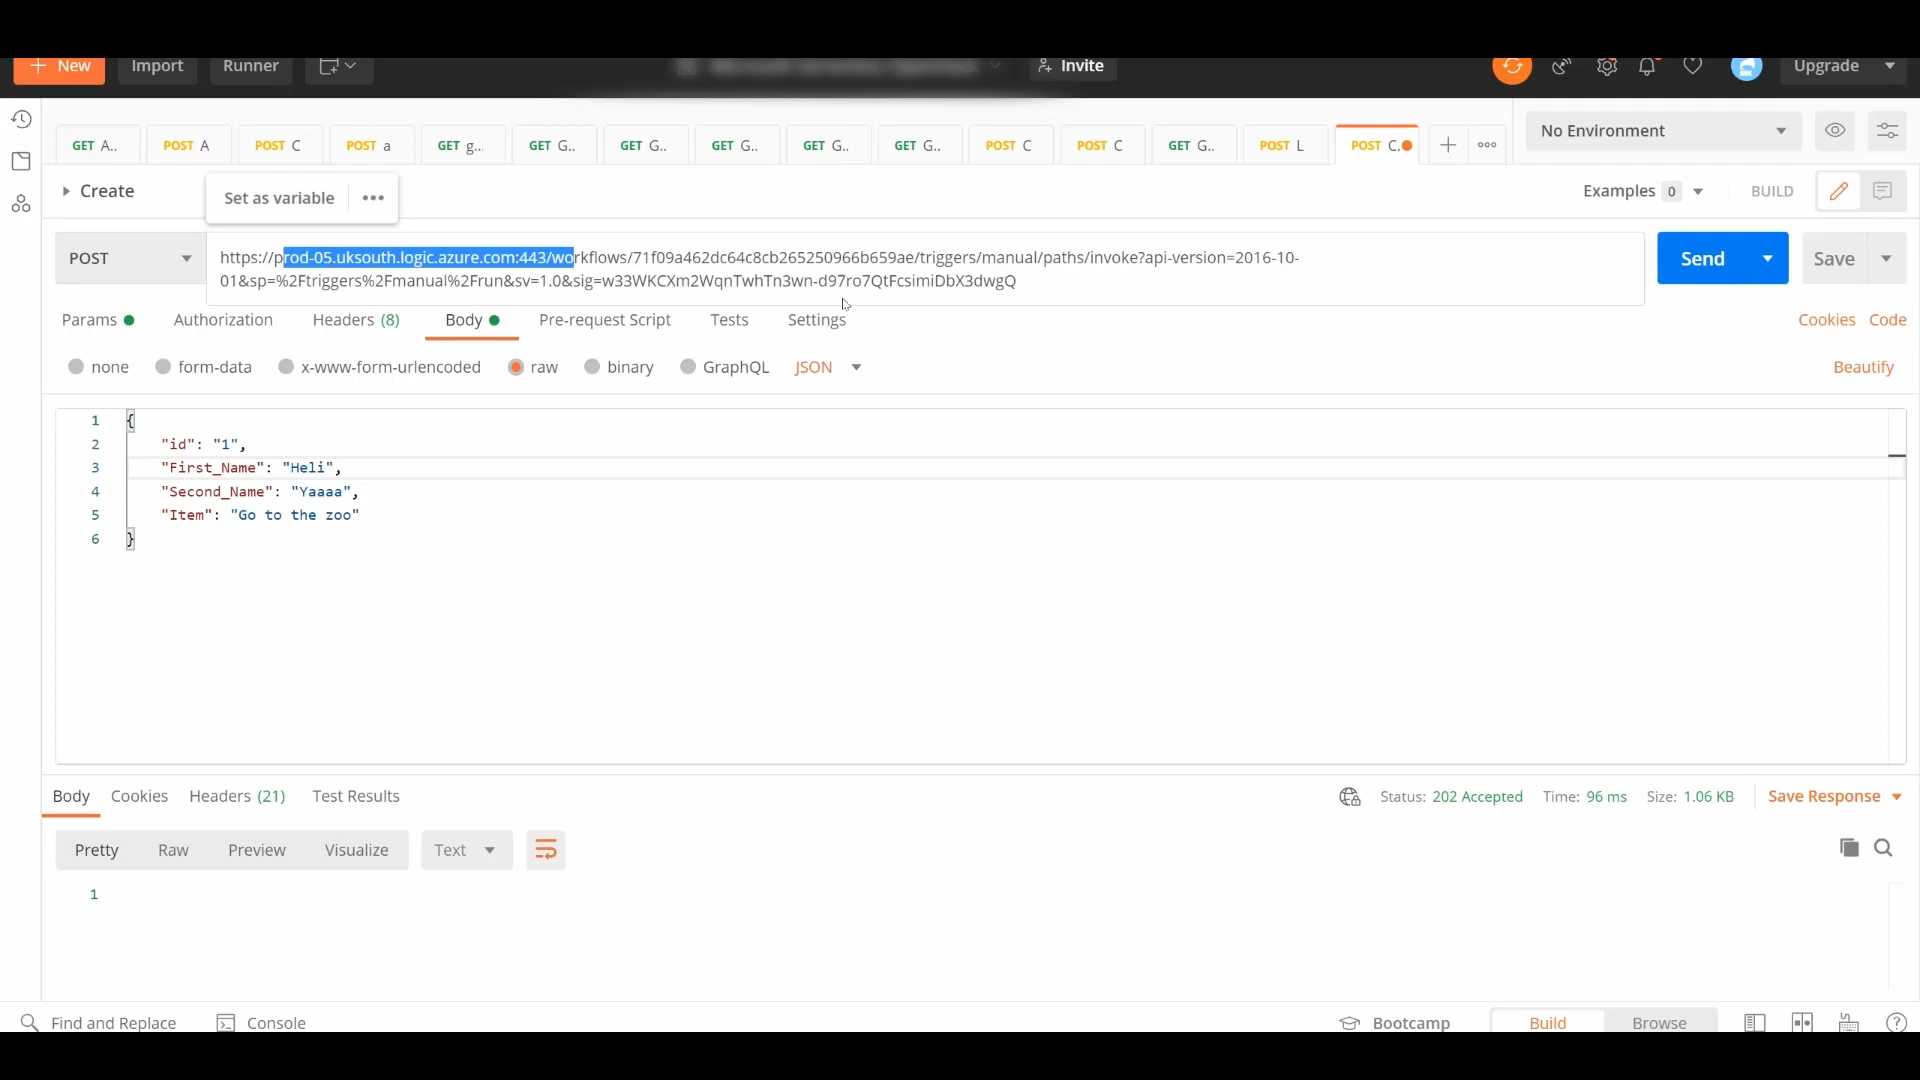 New Import Runner Invite Upgrade
GET A.. POST A POST C POST a GET g... GET G.. GET G.. GET G.. GET G.. GET G.. POST C POST C GET G.. POST L POST C. No Environment
Create Set as variable Examples 0 BUILD
POST https://prod-05.uksouth.logic.azure.com:443/workflows/71f09a462dc64c8cb265250966b659ae/triggers/manual/paths/invoke?api-version=2016-10-
01&sp=%2Ftriggers%2Fmanual%2Frun&sv=1.0&sig=w33WKCXm2WqnTwhTn3wn-d97ro7QtFcsimiDbX3dwgQ
Send Save
Params Authorization Headers (8) Body Pre-request Script Tests Settings Cookies Code
none form-data x-www-form-urlencoded raw binary GraphQL JSON Beautify
1 {
2 "id": "1",
3 "First_Name": "Heli",
4 "Second_Name": "Yaaaa",
5 "Item": "Go to the zoo"
6 }
Body Cookies Headers (21) Test Results Status: 202 Accepted Time: 96 ms Size: 1.06 KB Save Response
Pretty Raw Preview Visualize Text
1
Find and Replace Console Bootcamp Build Browse